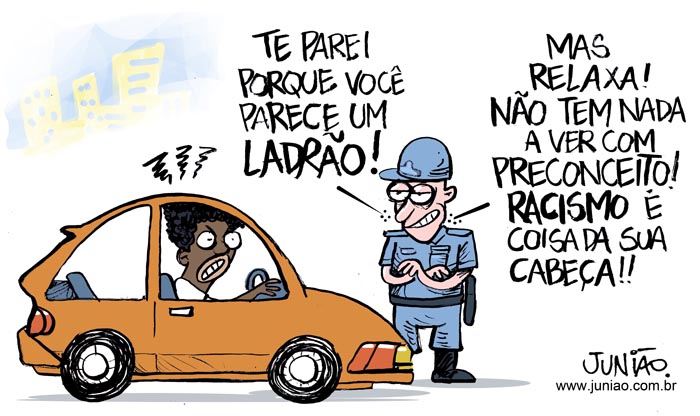 TE PAREI
PORQUE VOCÊ
PARECE UM
LADRÃO!
MAS
RELAXA!
NÃO TEM NADA
A VER COM
PRECONCEITO!
RACISMO É
COISA DA SUA
CABEÇA!!
JUNIÃO.
www.juniao.com.br